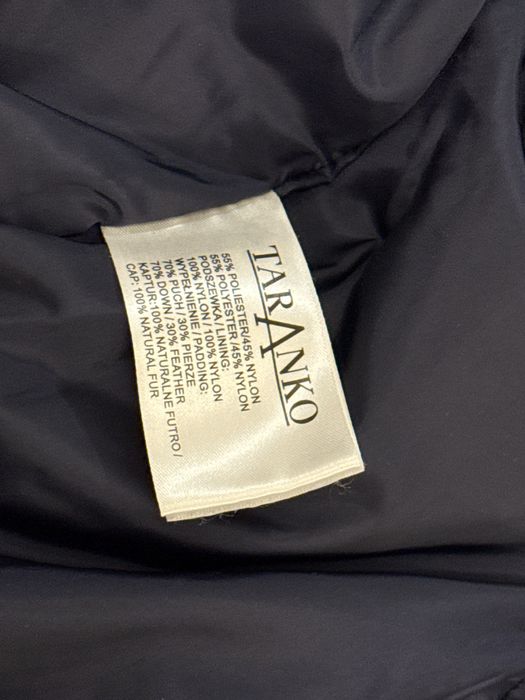 TARANKO
55% POLIESTER/45% NYLON
55% POLYESTER/45% NYLON
PODSZEWKA/LINING:
100% NYLON/100% NYLON
WYPEŁNIENIE/PADDING:
70% PUCH/30% PIERZE
70% DOWN/30% FEATHER
KAPTUR:100% NATURALNE FUTRO/
CAP:100% NATURAL FUR